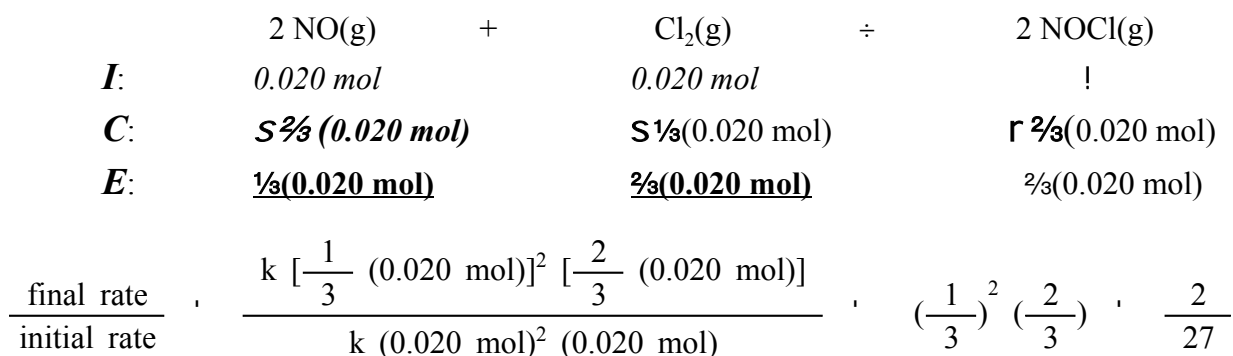 2 NO(g) + Cl₂(g) ÷ 2 NOCl(g)
I: 0.020 mol 0.020 mol !
C: S⅔ (0.020 mol) S⅓(0.020 mol) r ⅔(0.020 mol)
E: ⅓(0.020 mol) ⅔(0.020 mol) ⅔(0.020 mol)
final rate / initial rate ' k [1/3 (0.020 mol)]² [2/3 (0.020 mol)] / k (0.020 mol)² (0.020 mol) ' (1/3)² (2/3) ' 2/27